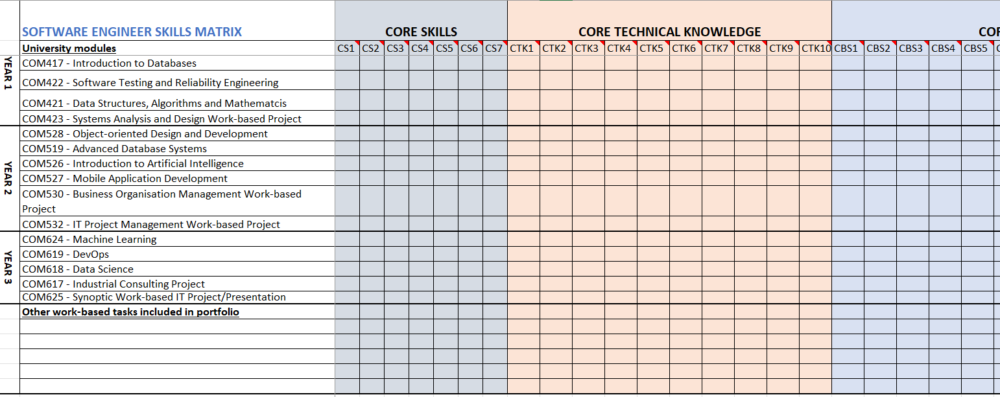 SOFTWARE ENGINEER SKILLS MATRIX CORE SKILLS CORE TECHNICAL KNOWLEDGE
University modules CS1 CS2 CS3 CS4 CS5 CS6 CS7 CTK1 CTK2 CTK3 CTK4 CTK5 CTK6 CTK7 CTK8 CTK9 CTK10 CBS1 CBS2 CBS3 CBS4 CBS5
YEAR 1
COM417 - Introduction to Databases
COM422 - Software Testing and Reliability Engineering
COM421 - Data Structures, Algorithms and Mathematcis
COM423 - Systems Analysis and Design Work-based Project
YEAR 2
COM528 - Object-oriented Design and Development
COM519 - Advanced Database Systems
COM526 - Introduction to Artificial Intelligence
COM527 - Mobile Application Development
COM530 - Business Organisation Management Work-based
Project
COM532 - IT Project Management Work-based Project
YEAR 3
COM624 - Machine Learning
COM619 - DevOps
COM618 - Data Science
COM617 - Industrial Consulting Project
COM625 - Synoptic Work-based IT Project/Presentation
Other work-based tasks included in portfolio